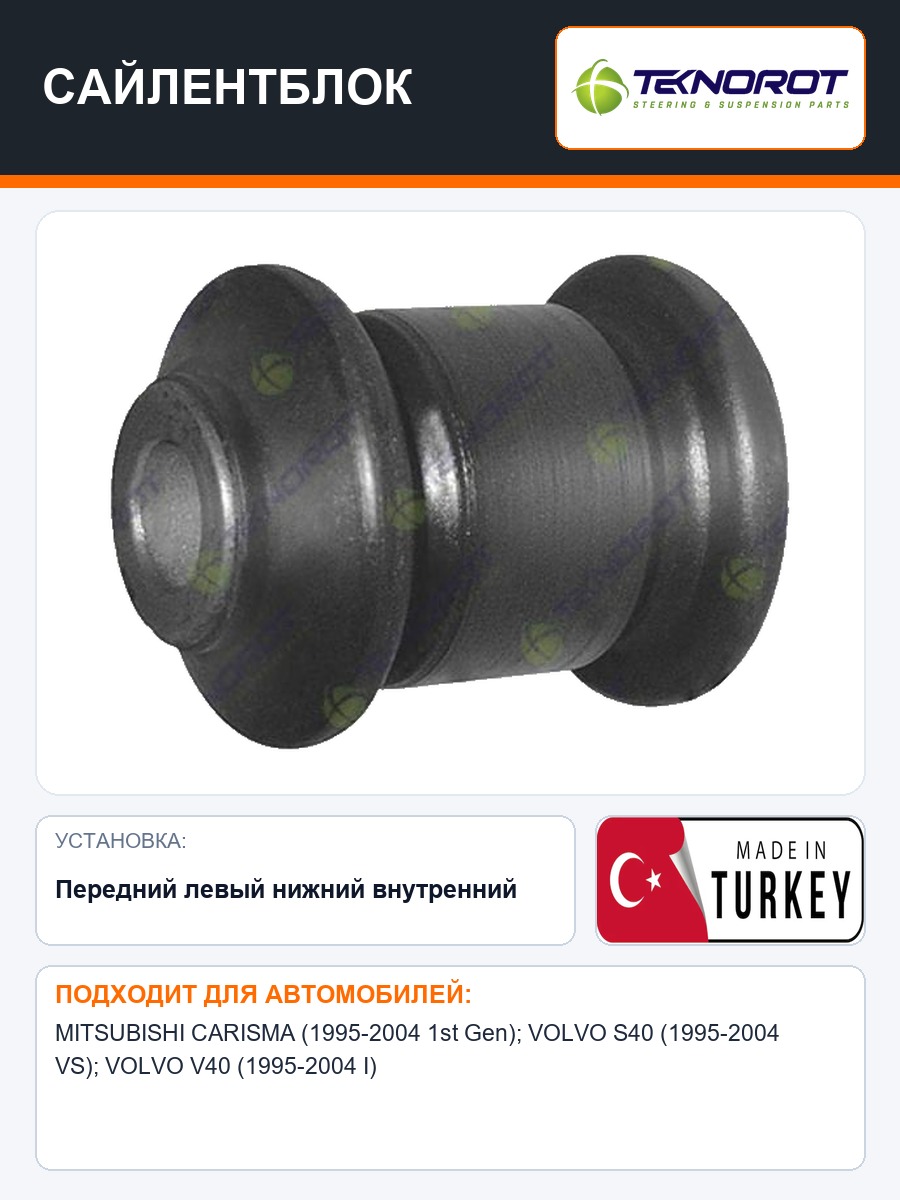 САЙЛЕНТБЛОК
TEKNOROT
STEERING & SUSPENSION PARTS
УСТАНОВКА:
Передний левый нижний внутренний
MADE IN
TURKEY
ПОДХОДИТ ДЛЯ АВТОМОБИЛЕЙ:
MITSUBISHI CARISMA (1995-2004 1st Gen); VOLVO S40 (1995-2004
VS); VOLVO V40 (1995-2004 I)